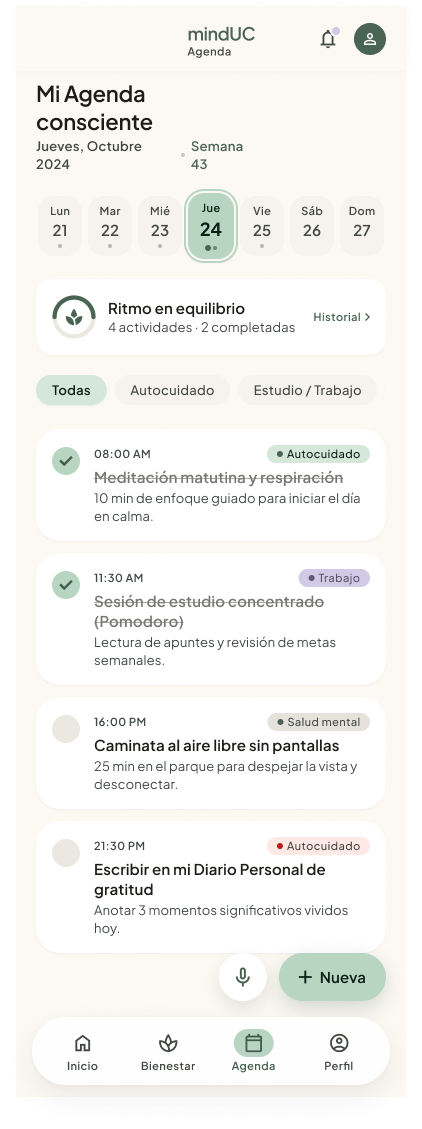 mindUC
Agenda
Mi Agenda
consciente
Jueves, Octubre
2024
• Semana
43
Lun Mar Mié Jue Vie Sáb Dom
21 22 23 24 25 26 27
Ritmo en equilibrio
4 actividades · 2 completadas
Historial
Todas Autocuidado Estudio / Trabajo
08:00 AM Autocuidado
Meditación matutina y respiración
10 min de enfoque guiado para iniciar el día
en calma.
11:30 AM Trabajo
Sesión de estudio concentrado
(Pomodoro)
Lectura de apuntes y revisión de metas
semanales.
16:00 PM Salud mental
Caminata al aire libre sin pantallas
25 min en el parque para despejar la vista y
desconectar.
21:30 PM Autocuidado
Escribir en mi Diario Personal de
gratitud
Anotar 3 momentos significativos vividos
hoy.
+ Nueva
Inicio Bienestar Agenda Perfil